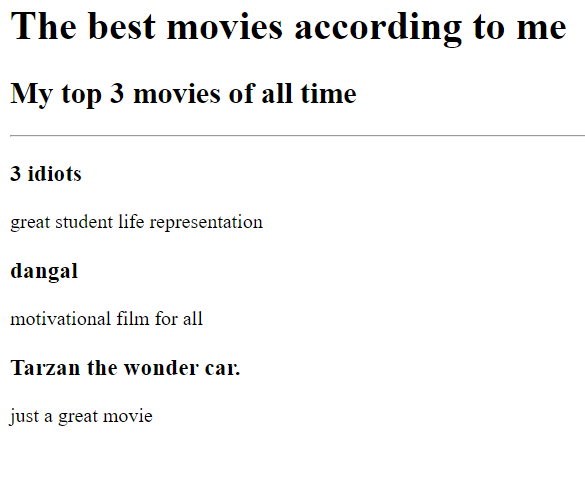 The best movies according to me
My top 3 movies of all time
3 idiots
great student life representation
dangal
motivational film for all
Tarzan the wonder car.
just a great movie